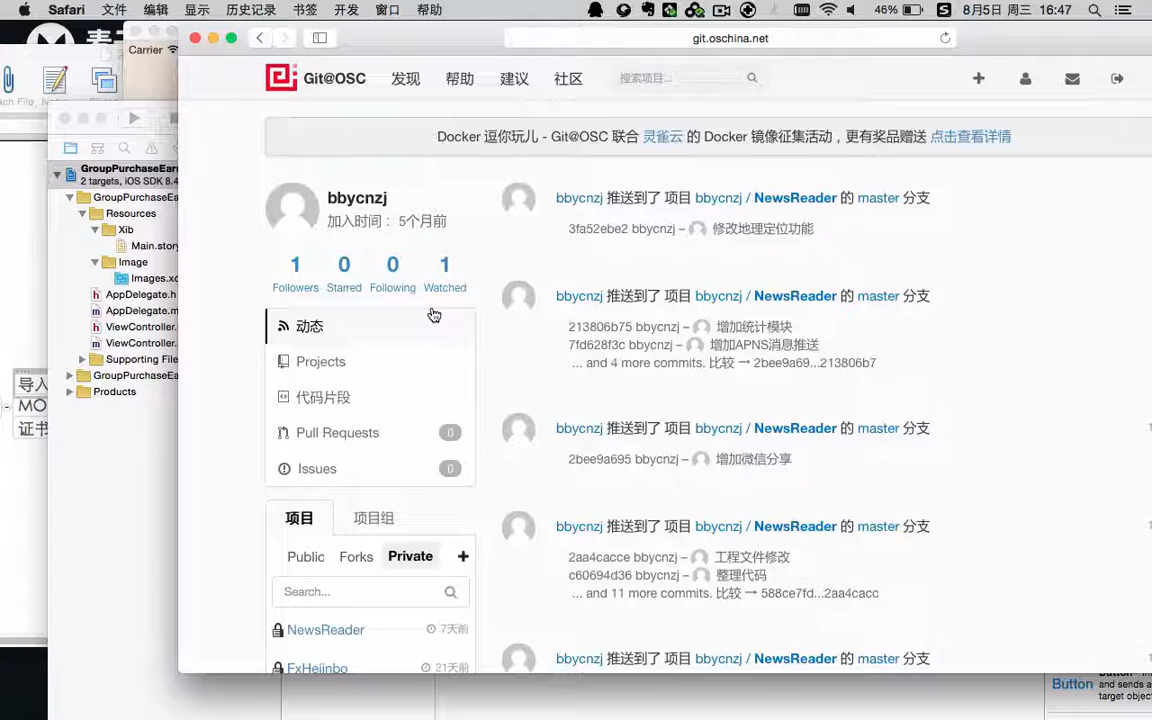 Safari 文件 编辑 显示 历史记录 书签 开发 窗口 帮助 46% 8月5日 周三 16:47
Carrier
git.oschina.net
Git@OSC 发现 帮助 建议 社区 搜索项目...
Docker 逗你玩儿 - Git@OSC 联合 灵雀云 的 Docker 镜像征集活动，更有奖品赠送 点击查看详情
GroupPurchaseEar
2 targets, iOS SDK 8.4
GroupPurchaseEa
Resources
Xib
Main.story
Image
Images.xc
AppDelegate.h
AppDelegate.m
ViewController.
ViewController.
Supporting File
GroupPurchaseEa
Products
导入
MO
证书
bbycnzj
加入时间： 5个月前
1 0 0 1
Followers Starred Following Watched
动态
Projects
代码片段
Pull Requests 0
Issues 0
项目 项目组
Public Forks Private
Search...
NewsReader 7天前
FxHejinbo 21天前
bbycnzj 推送到了 项目 bbycnzj / NewsReader 的 master 分支
3fa52ebe2 bbycnzj – 修改地理定位功能
bbycnzj 推送到了 项目 bbycnzj / NewsReader 的 master 分支
213806b75 bbycnzj – 增加统计模块
7fd628f3c bbycnzj – 增加APNS消息推送
... and 4 more commits. 比较 → 2bee9a69...213806b7
bbycnzj 推送到了 项目 bbycnzj / NewsReader 的 master 分支
2bee9a695 bbycnzj – 增加微信分享
bbycnzj 推送到了 项目 bbycnzj / NewsReader 的 master 分支
2aa4cacce bbycnzj – 工程文件修改
c60694d36 bbycnzj – 整理代码
... and 11 more commits. 比较 → 588ce7fd...2aa4cacc
bbycnzj 推送到了 项目 bbycnzj / NewsReader 的 master 分支
Button
and sends a
target objec